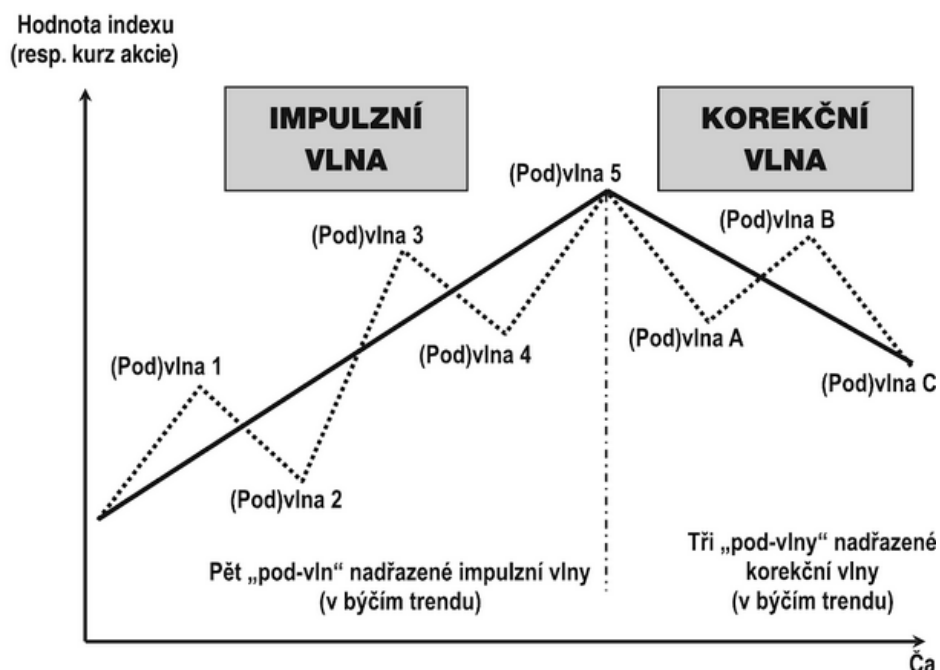 Hodnota indexu
(resp. kurz akcie)
IMPULZNÍ
VLNA
KOREKČNÍ
VLNA
(Pod)vlna 5
(Pod)vlna 3
(Pod)vlna B
(Pod)vlna 4
(Pod)vlna A
(Pod)vlna 1
(Pod)vlna C
(Pod)vlna 2
Pět „pod-vln“ nadřazené impulzní vlny
(v býčím trendu)
Tři „pod-vlny“ nadřazené
korekční vlny
(v býčím trendu)
Ča